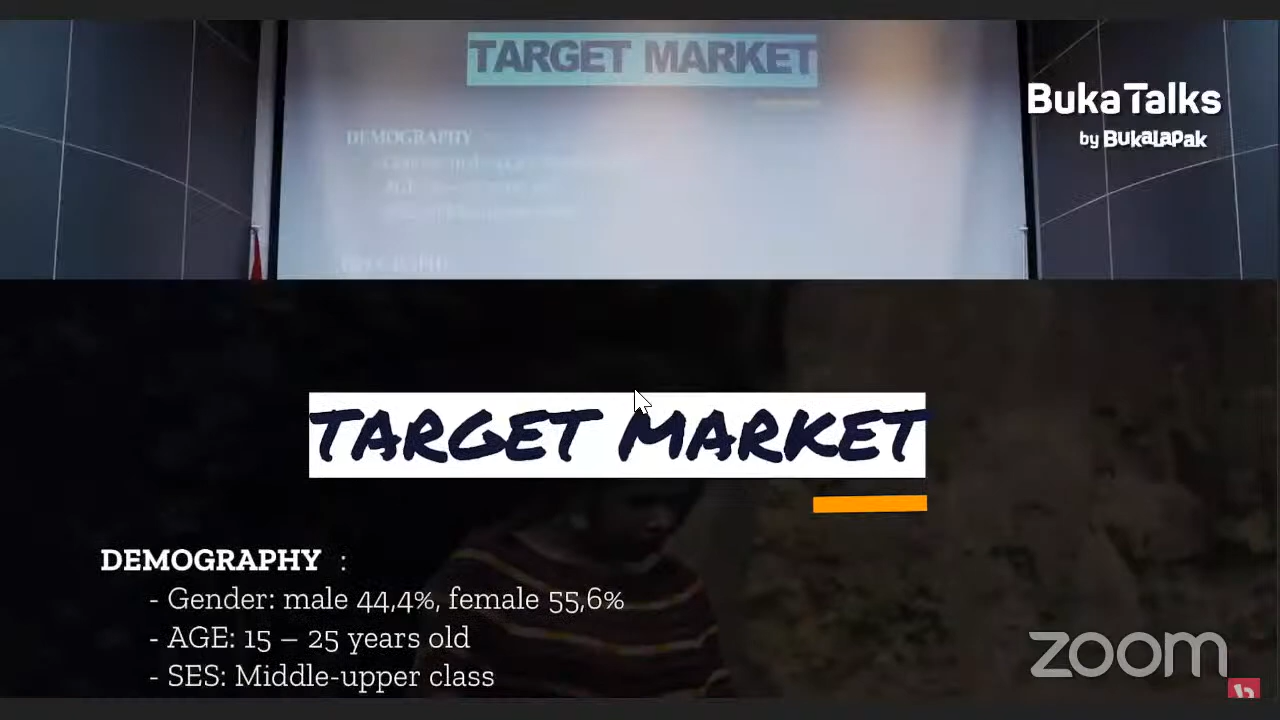 TARGET MARKET
BukaTalks
by BukaLapak
DEMOGRAPHY
TARGET MARKET
DEMOGRAPHY :
- Gender: male 44,4%, female 55,6%
- AGE: 15 – 25 years old
- SES: Middle-upper class
zoom